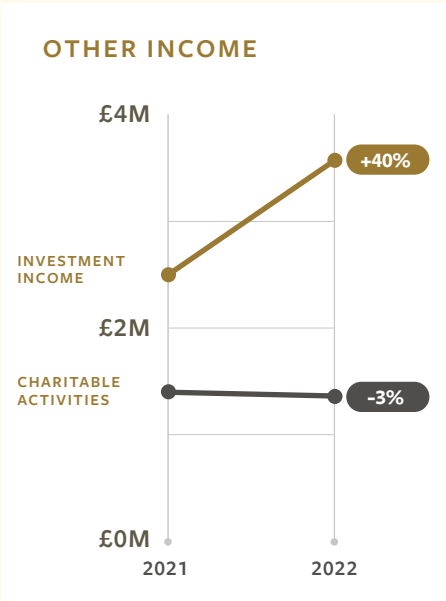 OTHER INCOME
£4M
+40%
INVESTMENT
INCOME
£2M
CHARITABLE
ACTIVITIES
-3%
£0M
2021
2022